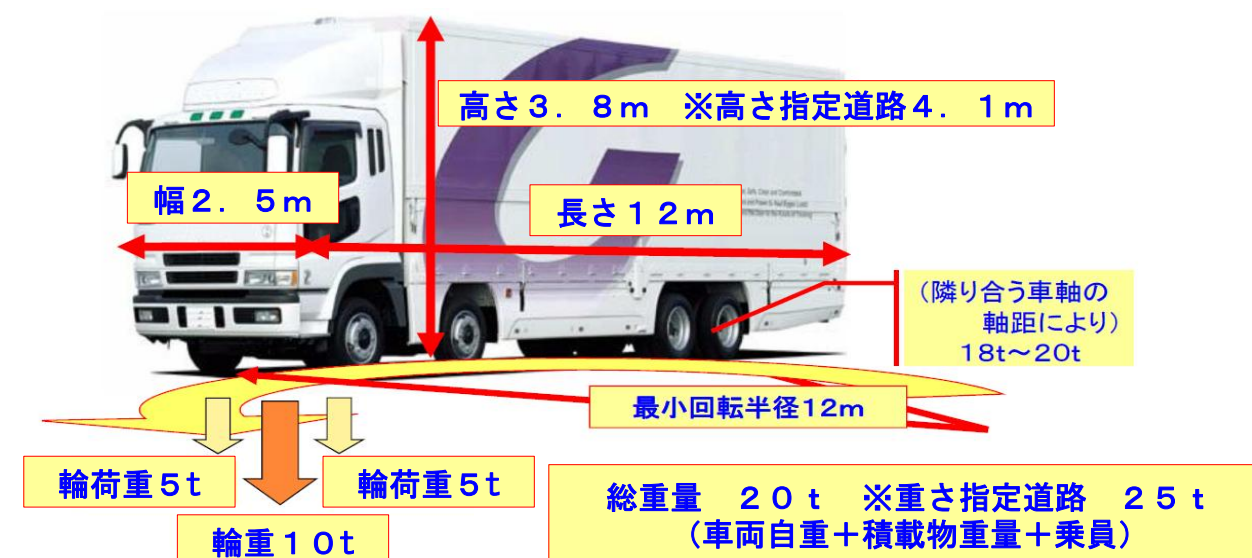 高さ3.8m ※高さ指定道路4.1m
幅2.5m
長さ12m
(隣り合う車軸の
軸距により)
18t~20t
最小回転半径12m
輪荷重5t
輪荷重5t
輪重10t
総重量 20t ※重さ指定道路 25t
(車両自重+積載物重量+乗員)